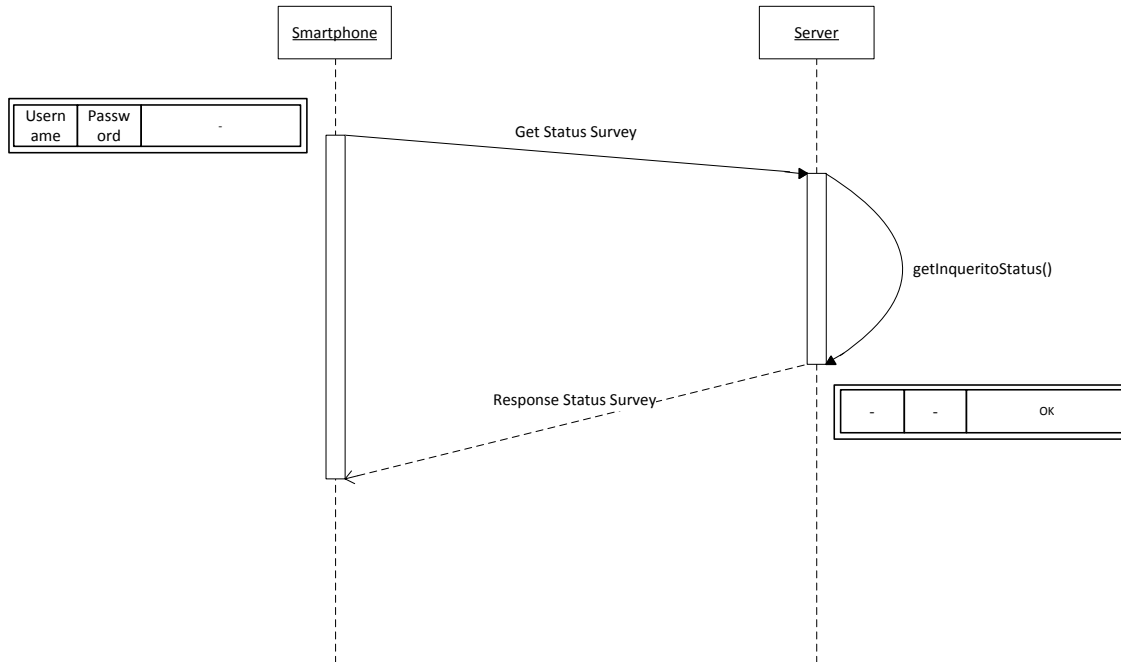 Smartphone
Server
Usern
ame
Passw
ord
-
Get Status Survey
getInqueritoStatus()
Response Status Survey
-
-
OK